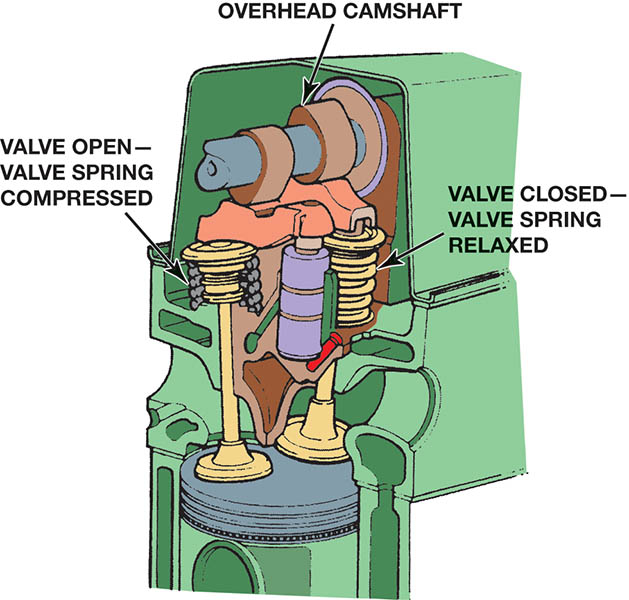 OVERHEAD CAMSHAFT
VALVE OPEN—
VALVE SPRING
COMPRESSED
VALVE CLOSED—
VALVE SPRING
RELAXED